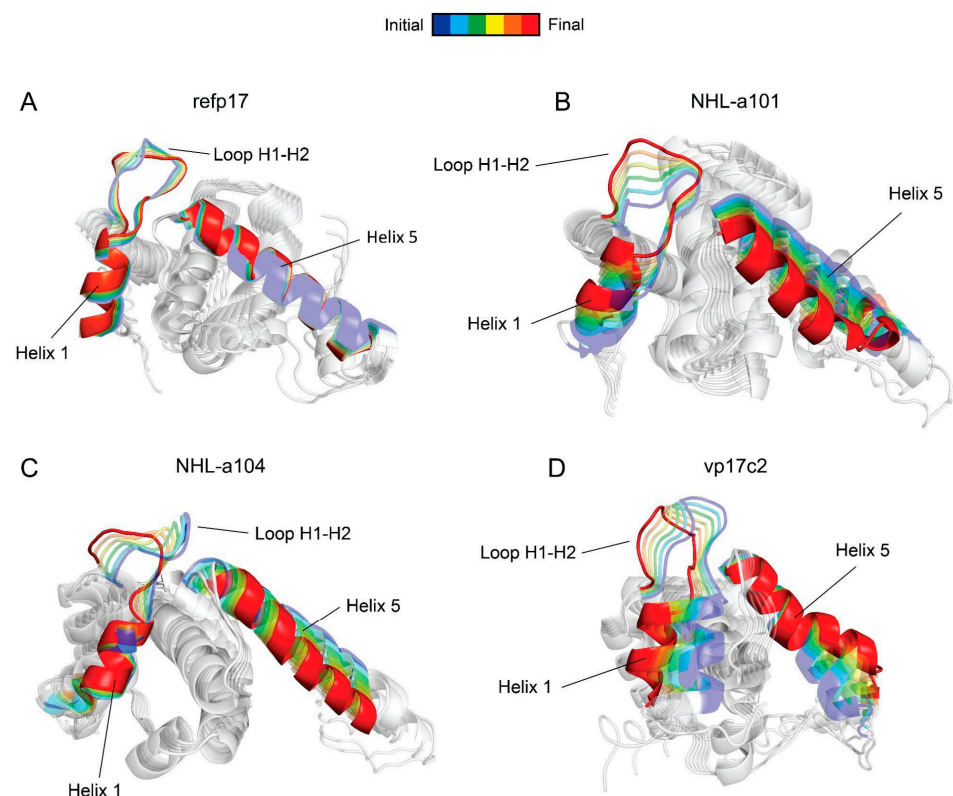 Initial Final
A refp17
Loop H1-H2
Helix 5
Helix 1
B NHL-a101
Loop H1-H2
Helix 5
Helix 1
C NHL-a104
Loop H1-H2
Helix 5
Helix 1
D vp17c2
Loop H1-H2
Helix 5
Helix 1